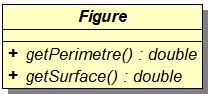 Figure
+ getPerimetre() : double
+ getSurface() : double